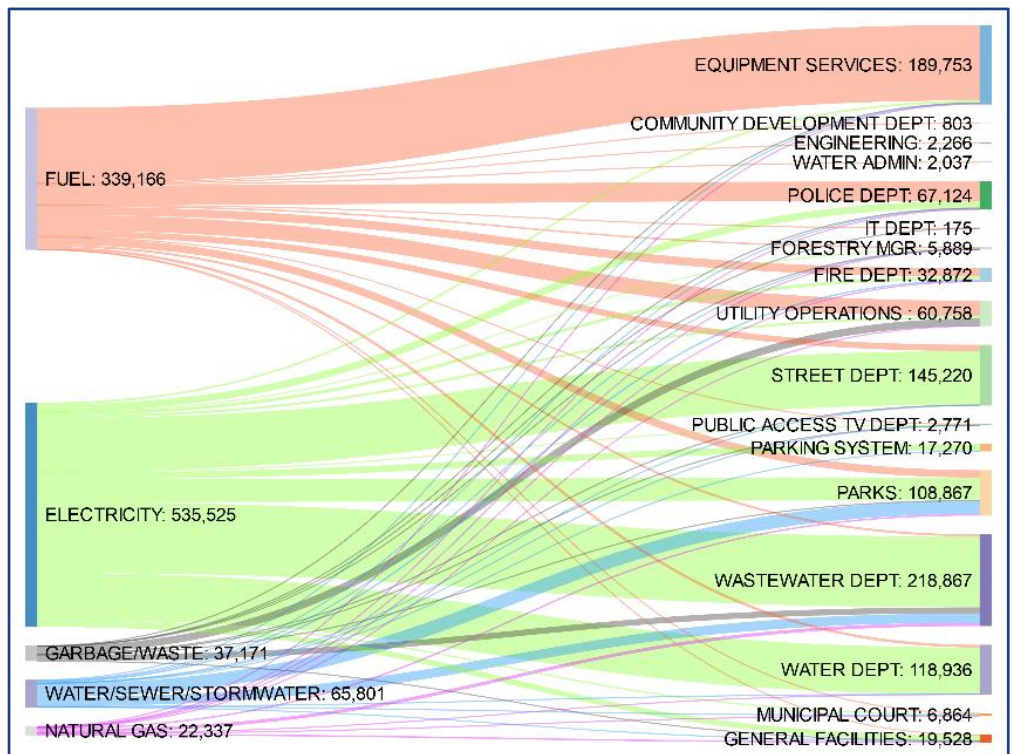 EQUIPMENT SERVICES: 189,753
COMMUNITY DEVELOPMENT DEPT: 803
ENGINEERING: 2,266
WATER ADMIN: 2,037
FUEL: 339,166
POLICE DEPT: 67,124
IT DEPT: 175
FORESTRY MGR: 5,889
FIRE DEPT: 32,872
UTILITY OPERATIONS : 60,758
STREET DEPT: 145,220
PUBLIC ACCESS TV DEPT: 2,771
PARKING SYSTEM: 17,270
PARKS: 108,867
ELECTRICITY: 535,525
WASTEWATER DEPT: 218,867
GARBAGE/WASTE: 37,171
WATER DEPT: 118,936
WATER/SEWER/STORMWATER: 65,801
MUNICIPAL COURT: 6,864
NATURAL GAS: 22,337
GENERAL FACILITIES: 19,528